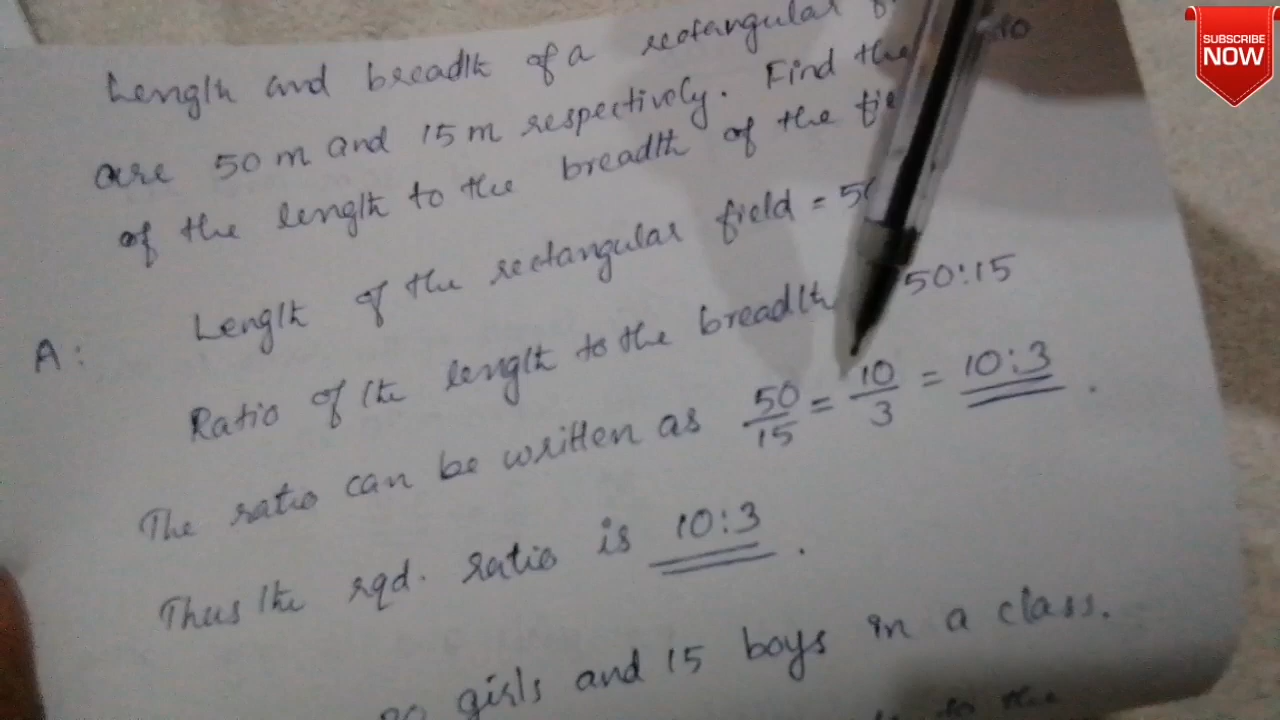 Length and breadth of a rectangular
are 50 m and 15 m respectively. Find the
of the length to the breadth of the
A: Length of the rectangular field =
Ratio of the length to the breadth 50:15
The ratio can be written as 50/15 = 10/3 = 10:3.
Thus the rqd. ratio is 10:3.
girls and 15 boys in a class.
to the
SUBSCRIBE
NOW